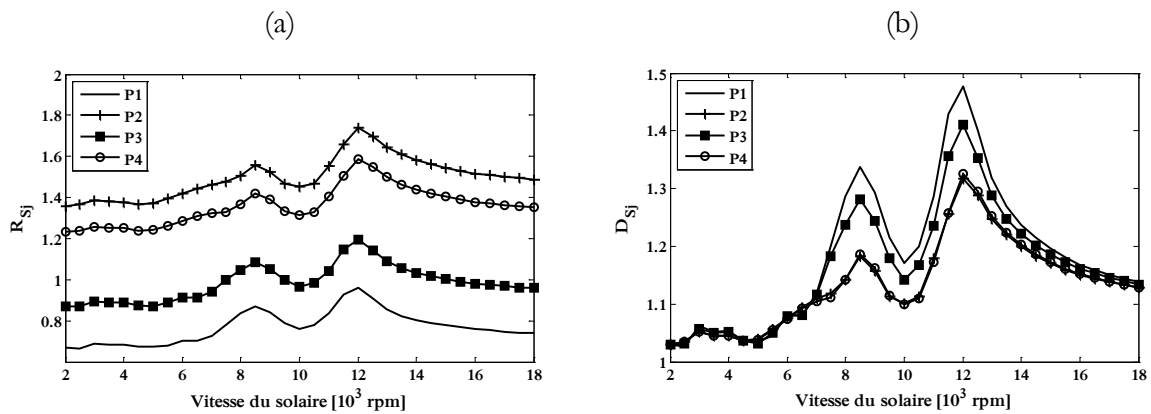 (a)
2
1.8
1.6
1.4
1.2
1
0.8
R_Sj
P1
P2
P3
P4
2 4 6 8 10 12 14 16 18
Vitesse du solaire [10³ rpm]
(b)
1.5
1.4
1.3
1.2
1.1
1
D_Sj
P1
P2
P3
P4
2 4 6 8 10 12 14 16 18
Vitesse du solaire [10³ rpm]